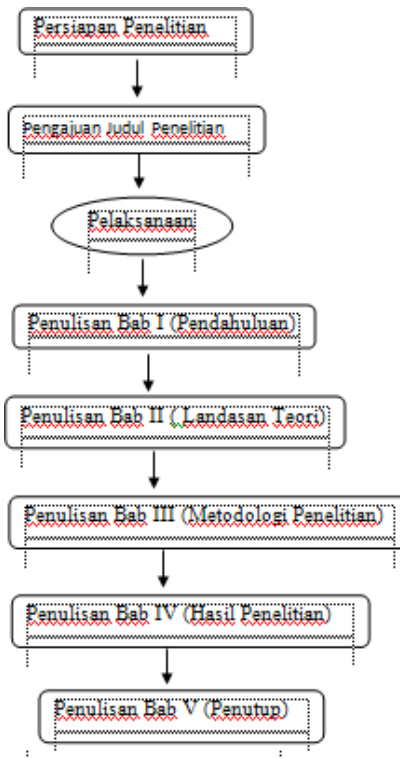 Persiapan Penelitian
Pengajuan Judul Penelitian
Pelaksanaan
Penulisan Bab I (Pendahuluan)
Penulisan Bab II ( Landasan Teori)
Penulisan Bab III (Metodologi Penelitian)
Penulisan Bab IV (Hasil Penelitian)
Penulisan Bab V (Penutup)